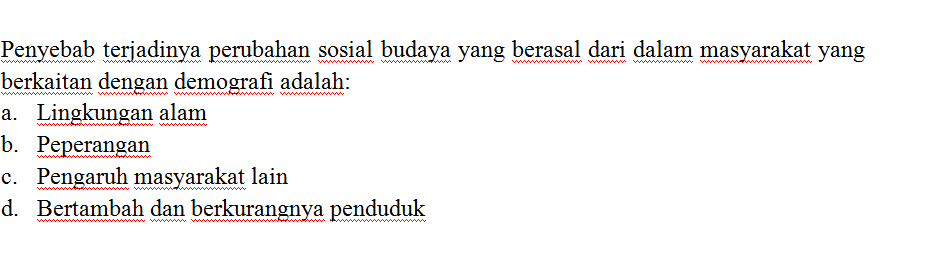 Penyebab terjadinya perubahan sosial budaya yang berasal dari dalam masyarakat yang
berkaitan dengan demografi adalah:
a. Lingkungan alam
b. Peperangan
c. Pengaruh masyarakat lain
d. Bertambah dan berkurangnya penduduk